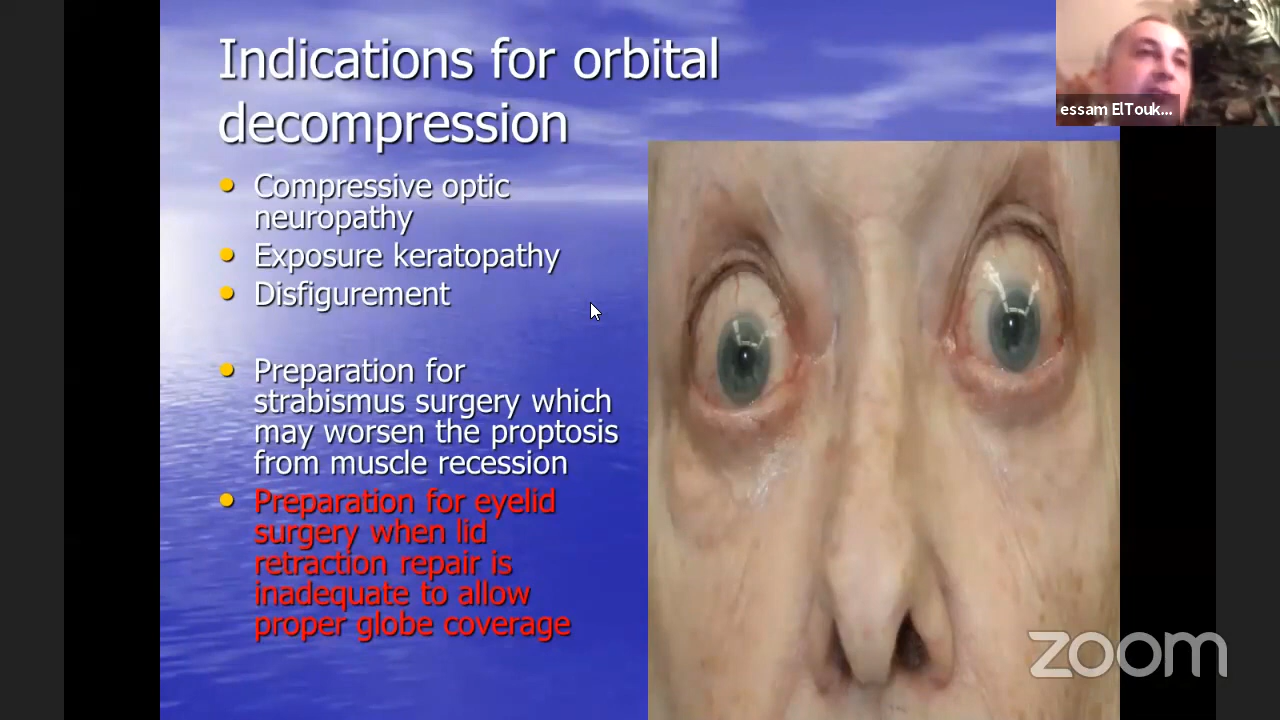 Indications for orbital
decompression
essam ElTouk...
Compressive optic
neuropathy
Exposure keratopathy
Disfigurement
Preparation for
strabismus surgery which
may worsen the proptosis
from muscle recession
Preparation for eyelid
surgery when lid
retraction repair is
inadequate to allow
proper globe coverage
zoom